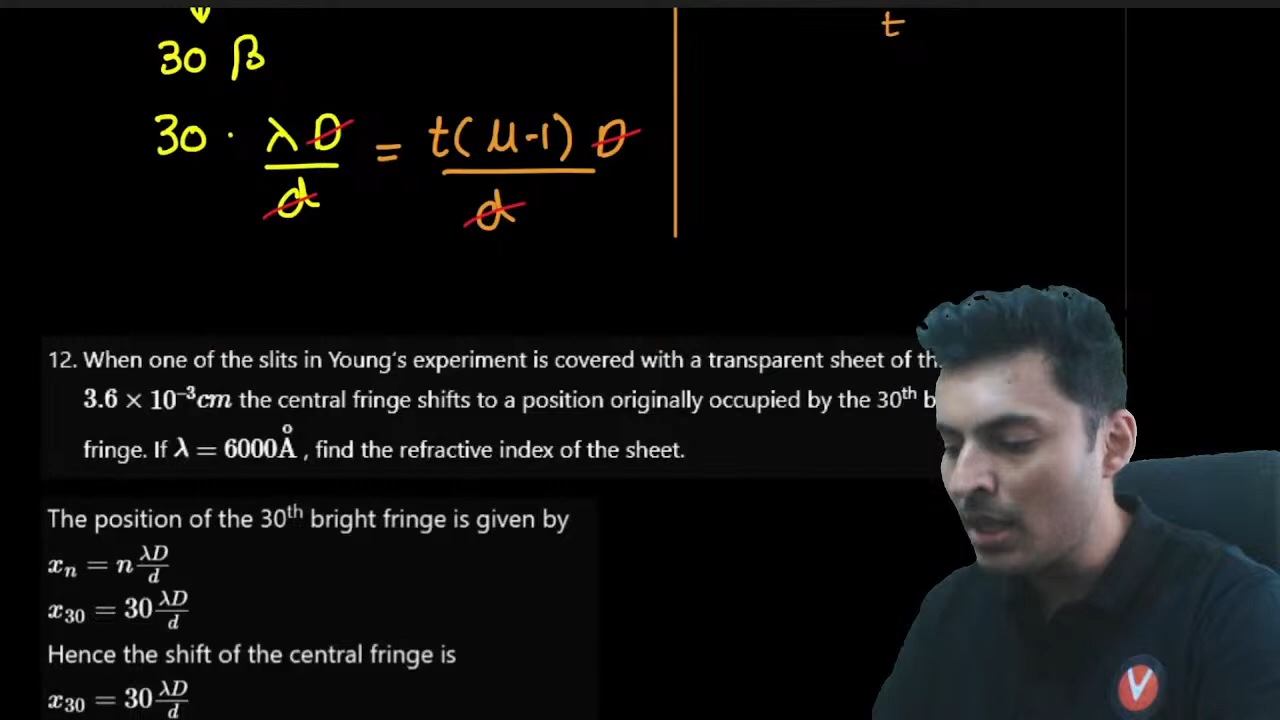 t
30 β
30 · λD/d = t(μ-1) D/d
12. When one of the slits in Young's experiment is covered with a transparent sheet of
3.6 × 10⁻³cm the central fringe shifts to a position originally occupied by the 30ᵗʰ
fringe. If λ = 6000Å , find the refractive index of the sheet.
The position of the 30ᵗʰ bright fringe is given by
xₙ = n λD/d
x₃₀ = 30 λD/d
Hence the shift of the central fringe is
x₃₀ = 30 λD/d
V